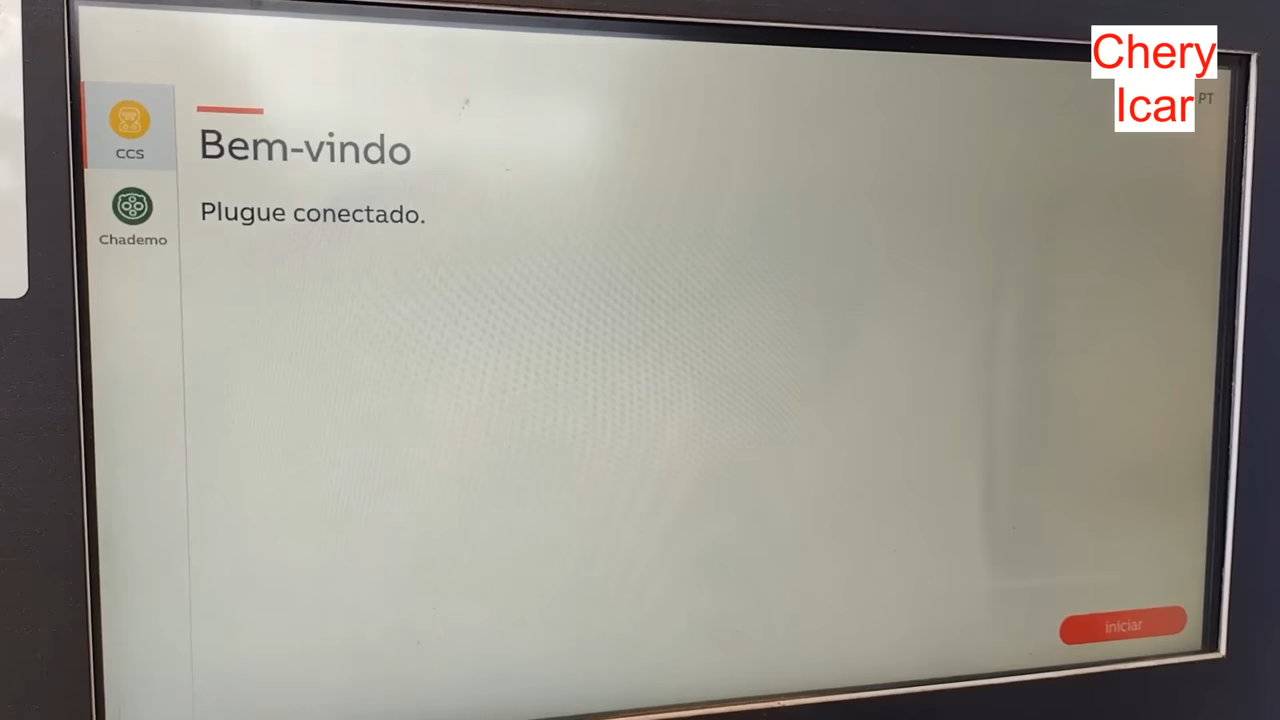 Chery
Icar
PT
CCS
Bem-vindo
Plugue conectado.
Chademo
iniciar